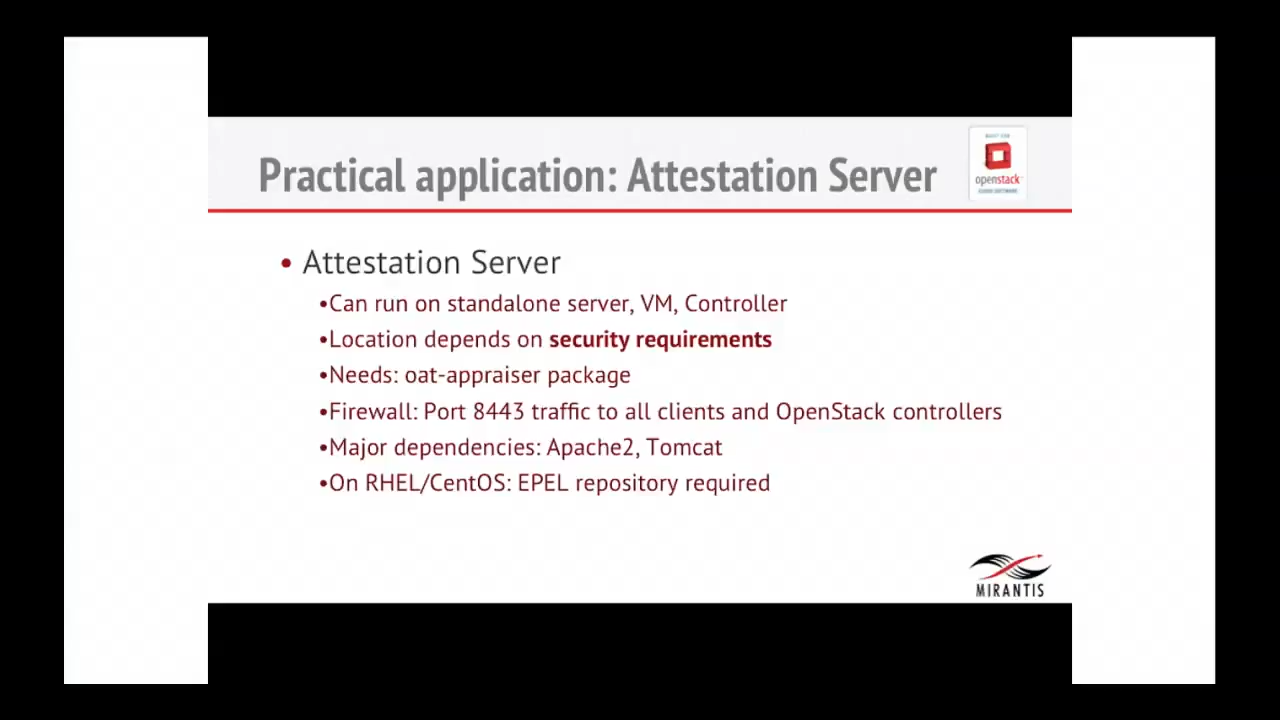 Practical application: Attestation Server
openstack
CLOUD SOFTWARE
• Attestation Server
•Can run on standalone server, VM, Controller
•Location depends on security requirements
•Needs: oat-appraiser package
•Firewall: Port 8443 traffic to all clients and OpenStack controllers
•Major dependencies: Apache2, Tomcat
•On RHEL/CentOS: EPEL repository required
MIRANTIS